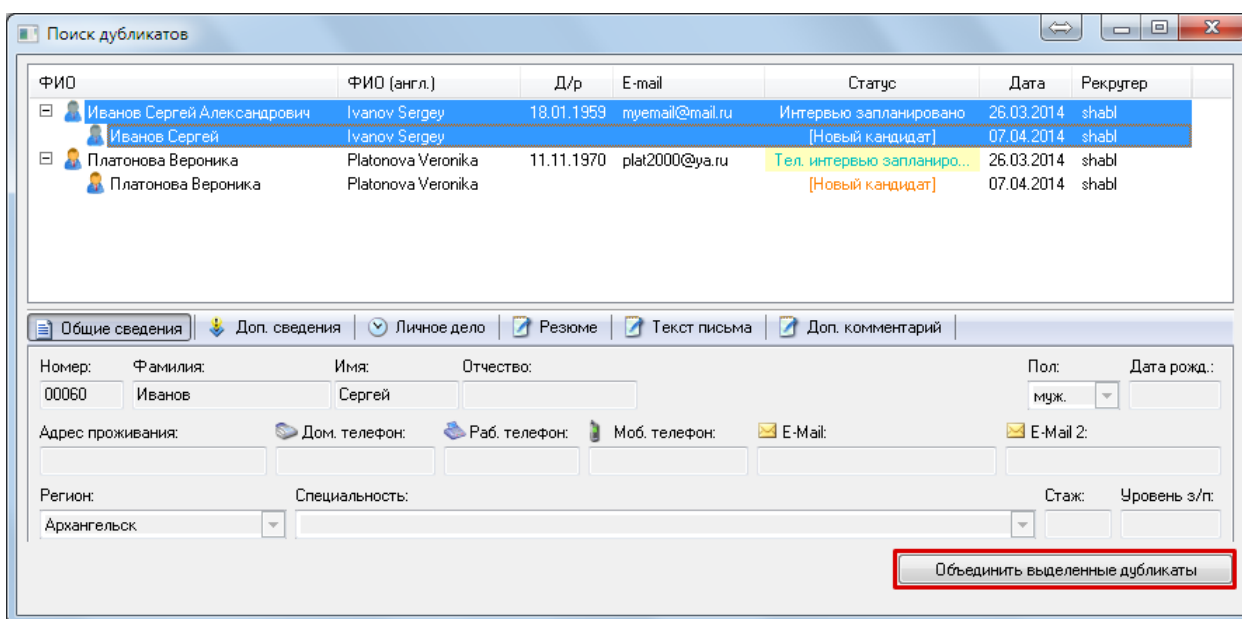 Поиск дубликатов
ФИО ФИО (англ.) Д/р E-mail Статус Дата Рекрутер
Иванов Сергей Александрович Ivanov Sergey 18.01.1959 myemail@mail.ru Интервью запланировано 26.03.2014 shabl
Иванов Сергей Ivanov Sergey [Новый кандидат] 07.04.2014 shabl
Платонова Вероника Platonova Veronika 11.11.1970 plat2000@ya.ru Тел. интервью запланиро... 26.03.2014 shabl
Платонова Вероника Platonova Veronika [Новый кандидат] 07.04.2014 shabl
Общие сведения Доп. сведения Личное дело Резюме Текст письма Доп. комментарий
Номер: Фамилия: Имя: Отчество: Пол: Дата рожд.:
00060 Иванов Сергей муж.
Адрес проживания: Дом. телефон: Раб. телефон: Моб. телефон: E-Mail: E-Mail 2:
Регион: Специальность: Стаж: Уровень з/п:
Архангельск
Объединить выделенные дубликаты